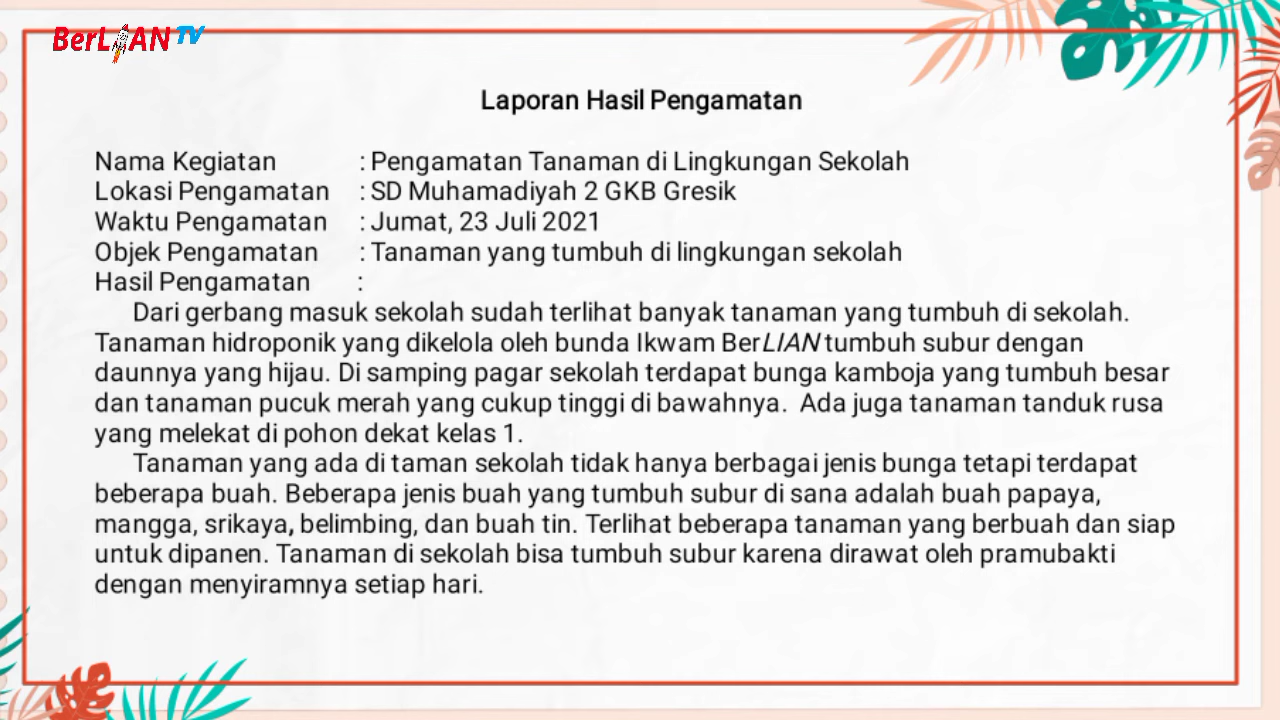 BerLIAN TV
Laporan Hasil Pengamatan
Nama Kegiatan : Pengamatan Tanaman di Lingkungan Sekolah
Lokasi Pengamatan : SD Muhamadiyah 2 GKB Gresik
Waktu Pengamatan : Jumat, 23 Juli 2021
Objek Pengamatan : Tanaman yang tumbuh di lingkungan sekolah
Hasil Pengamatan :
Dari gerbang masuk sekolah sudah terlihat banyak tanaman yang tumbuh di sekolah.
Tanaman hidroponik yang dikelola oleh bunda Ikwam BerLIAN tumbuh subur dengan
daunnya yang hijau. Di samping pagar sekolah terdapat bunga kamboja yang tumbuh besar
dan tanaman pucuk merah yang cukup tinggi di bawahnya. Ada juga tanaman tanduk rusa
yang melekat di pohon dekat kelas 1.
Tanaman yang ada di taman sekolah tidak hanya berbagai jenis bunga tetapi terdapat
beberapa buah. Beberapa jenis buah yang tumbuh subur di sana adalah buah papaya,
mangga, srikaya, belimbing, dan buah tin. Terlihat beberapa tanaman yang berbuah dan siap
untuk dipanen. Tanaman di sekolah bisa tumbuh subur karena dirawat oleh pramubakti
dengan menyiramnya setiap hari.